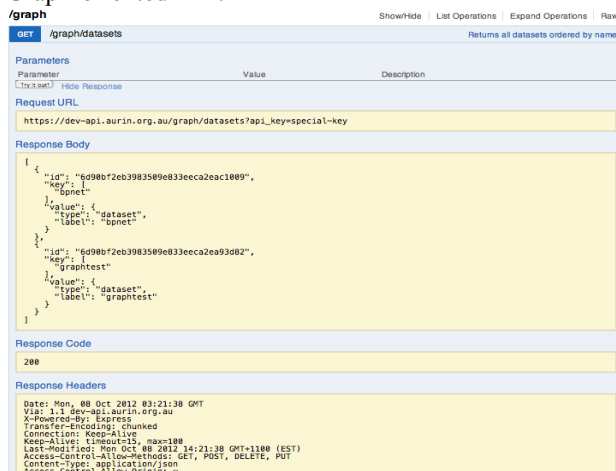 /graph
Show/Hide | List Operations | Expand Operations | Raw
GET /graph/datasets Returns all datasets ordered by name
Parameters
Parameter Value Description
Try it out! Hide Response
Request URL
https://dev-api.aurin.org.au/graph/datasets?api_key=special-key
Response Body
[
{
"id": "6d90bf2eb3983509e833eeca2eac1009",
"key": [
"bpnet"
],
"value": {
"type": "dataset",
"label": "bpnet"
}
},
{
"id": "6d90bf2eb3983509e833eeca2ea93d82",
"key": [
"graphtest"
],
"value": {
"type": "dataset",
"label": "graphtest"
}
}
]
Response Code
200
Response Headers
Date: Mon, 08 Oct 2012 03:21:38 GMT
Via: 1.1 dev-api.aurin.org.au
X-Powered-By: Express
Transfer-Encoding: chunked
Connection: Keep-Alive
Keep-Alive: timeout=15, max=100
Last-Modified: Mon Oct 08 2012 14:21:38 GMT+1100 (EST)
Access-Control-Allow-Methods: GET, POST, DELETE, PUT
Content-Type: application/json